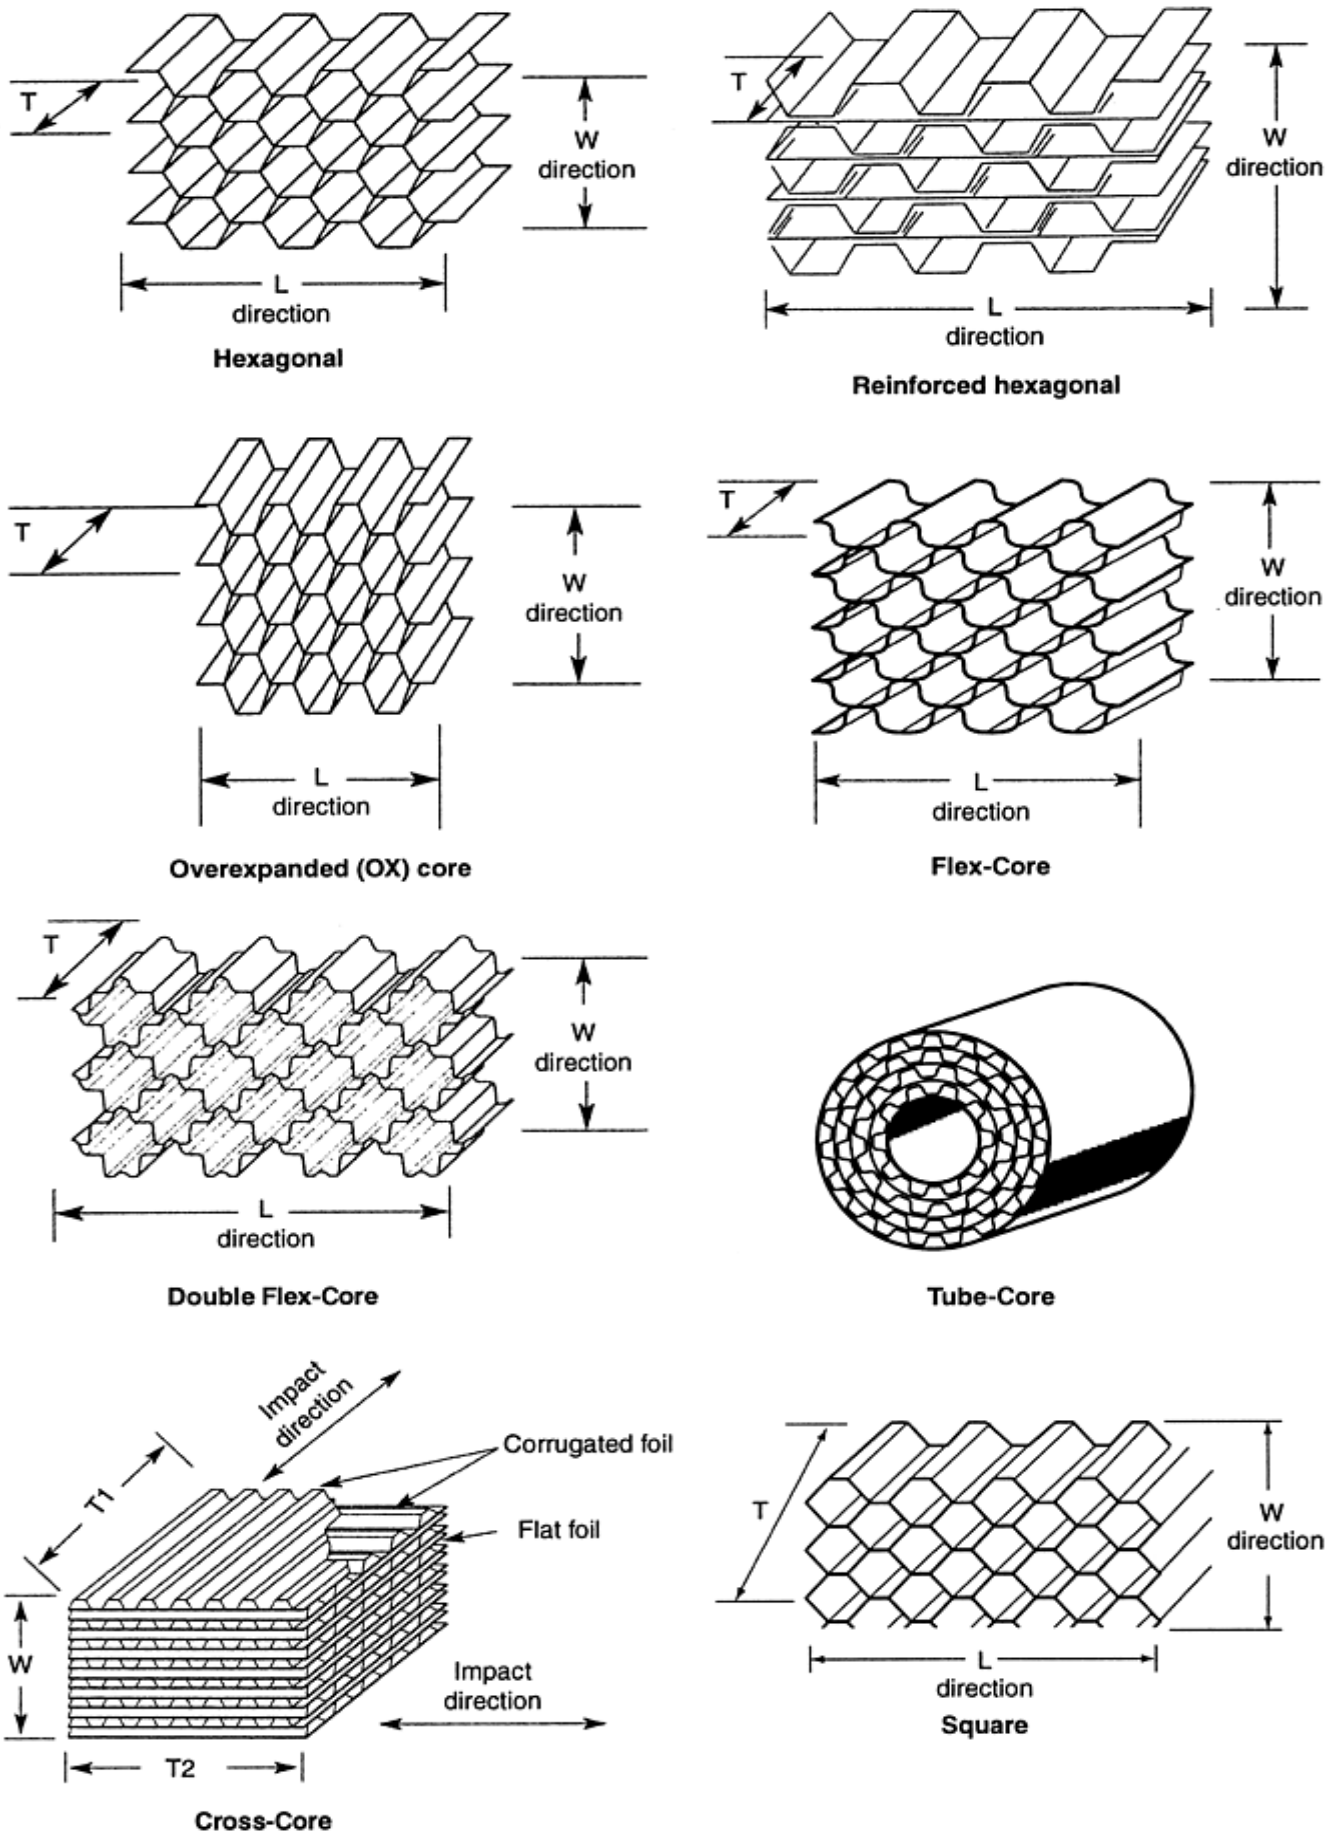 T
W
direction
L
direction
Hexagonal
T
W
direction
L
direction
Reinforced hexagonal
T
W
direction
L
direction
Overexpanded (OX) core
T
W
direction
L
direction
Flex-Core
T
W
direction
L
direction
Double Flex-Core
Tube-Core
Impact
direction
Corrugated foil
T1
Flat foil
W
Impact
direction
T2
Cross-Core
T
W
direction
L
direction
Square